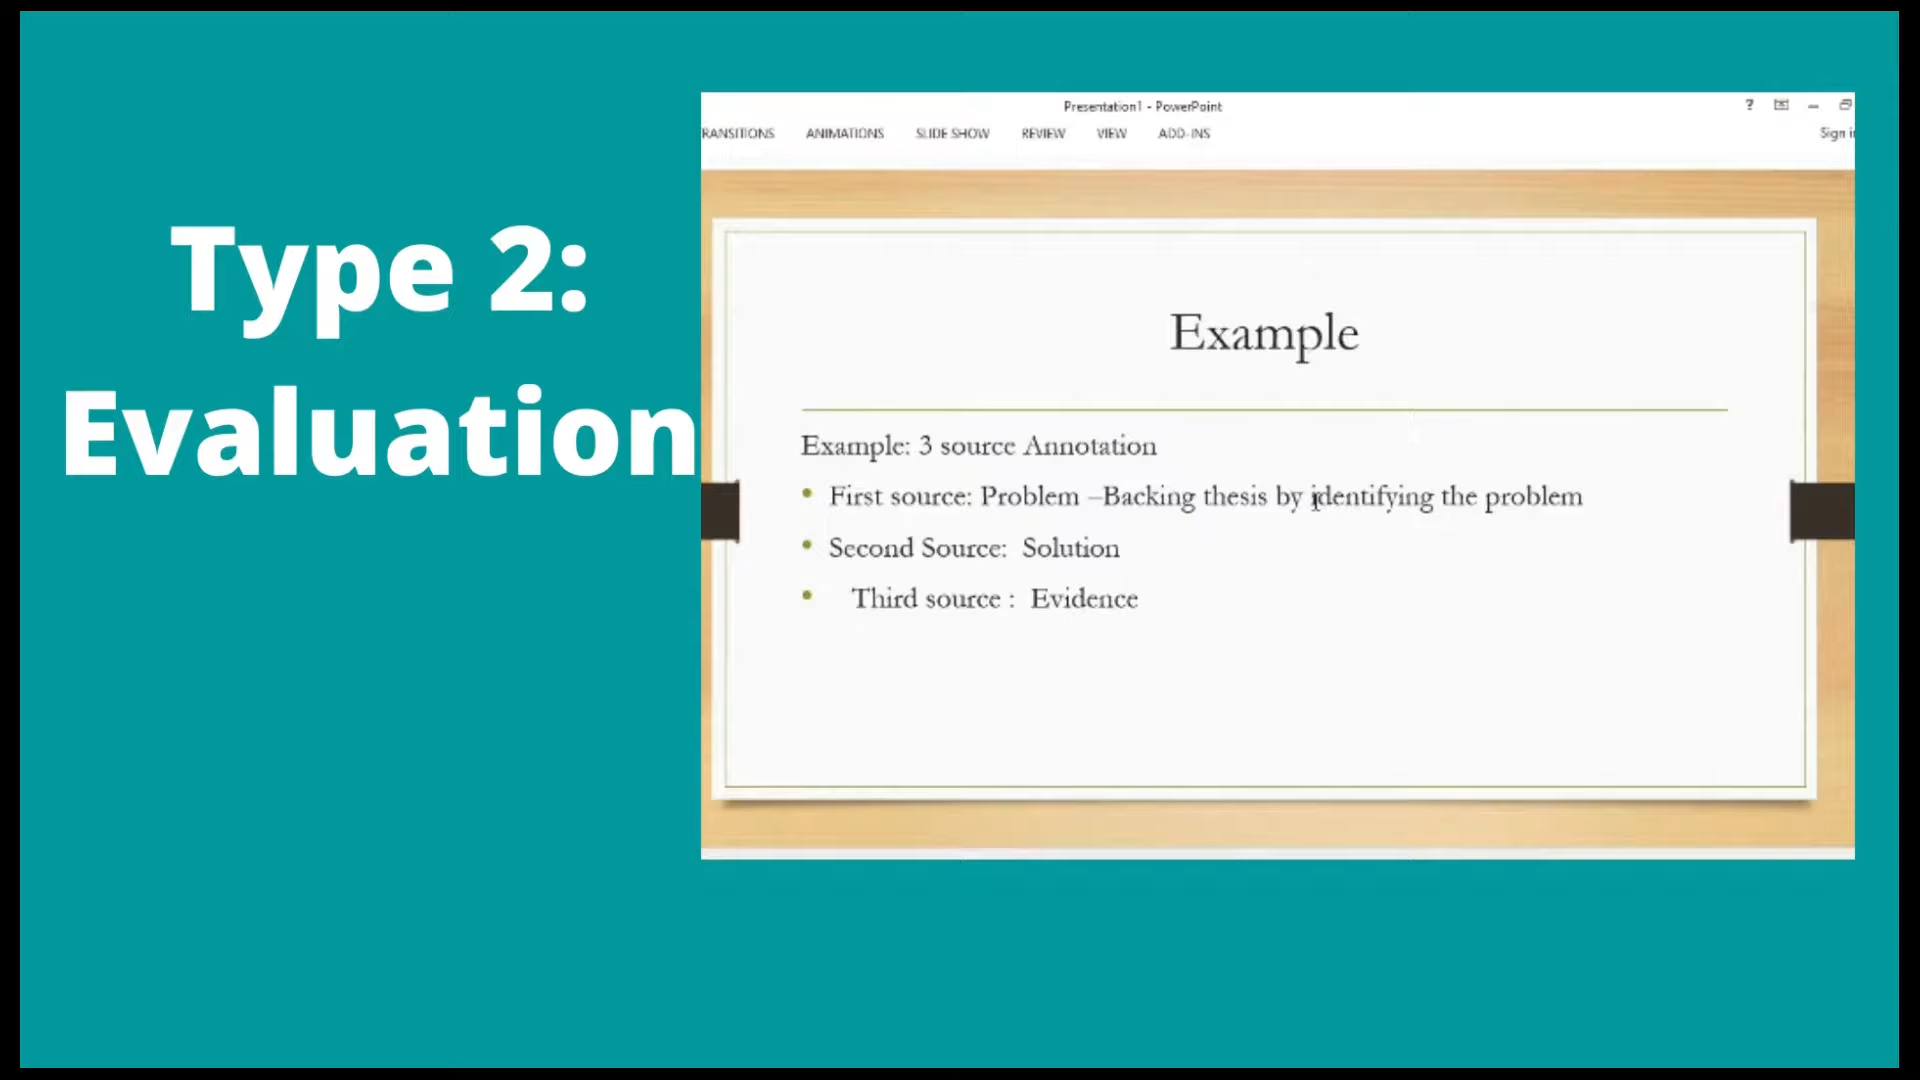 Type 2:
Evaluation
Presentation1 - PowerPoint
RANSITIONS ANIMATIONS SLIDE SHOW REVIEW VIEW ADD-INS
Sign i
Example
Example: 3 source Annotation
• First source: Problem –Backing thesis by identifying the problem
• Second Source: Solution
• Third source : Evidence